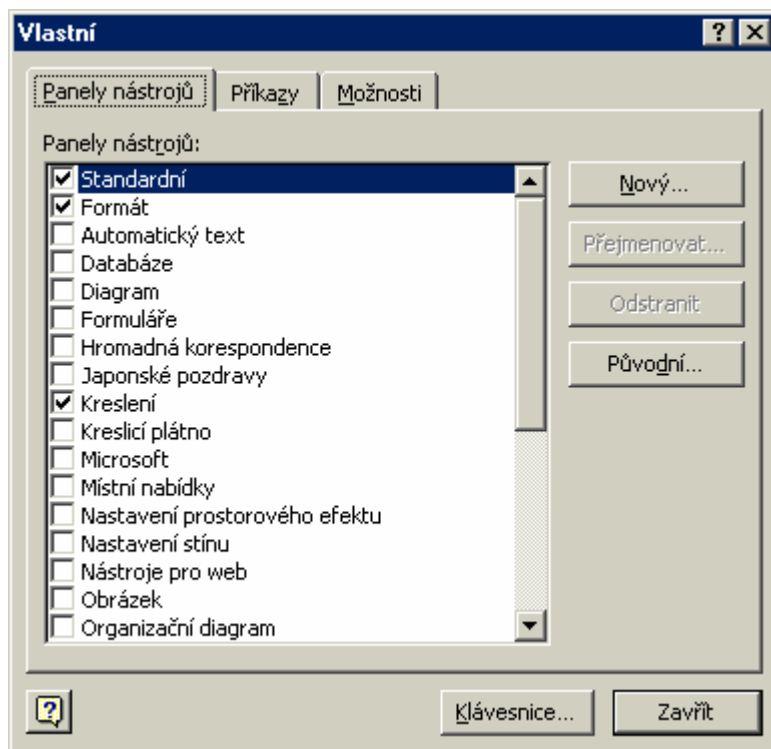 Vlastní
Panely nástrojů Příkazy Možnosti
Panely nástrojů:
Standardní
Formát
Automatický text
Databáze
Diagram
Formuláře
Hromadná korespondence
Japonské pozdravy
Kreslení
Kreslicí plátno
Microsoft
Místní nabídky
Nastavení prostorového efektu
Nastavení stínu
Nástroje pro web
Obrázek
Organizační diagram
Nový...
Přejmenovat...
Odstranit
Původní...
Klávesnice... Zavřít